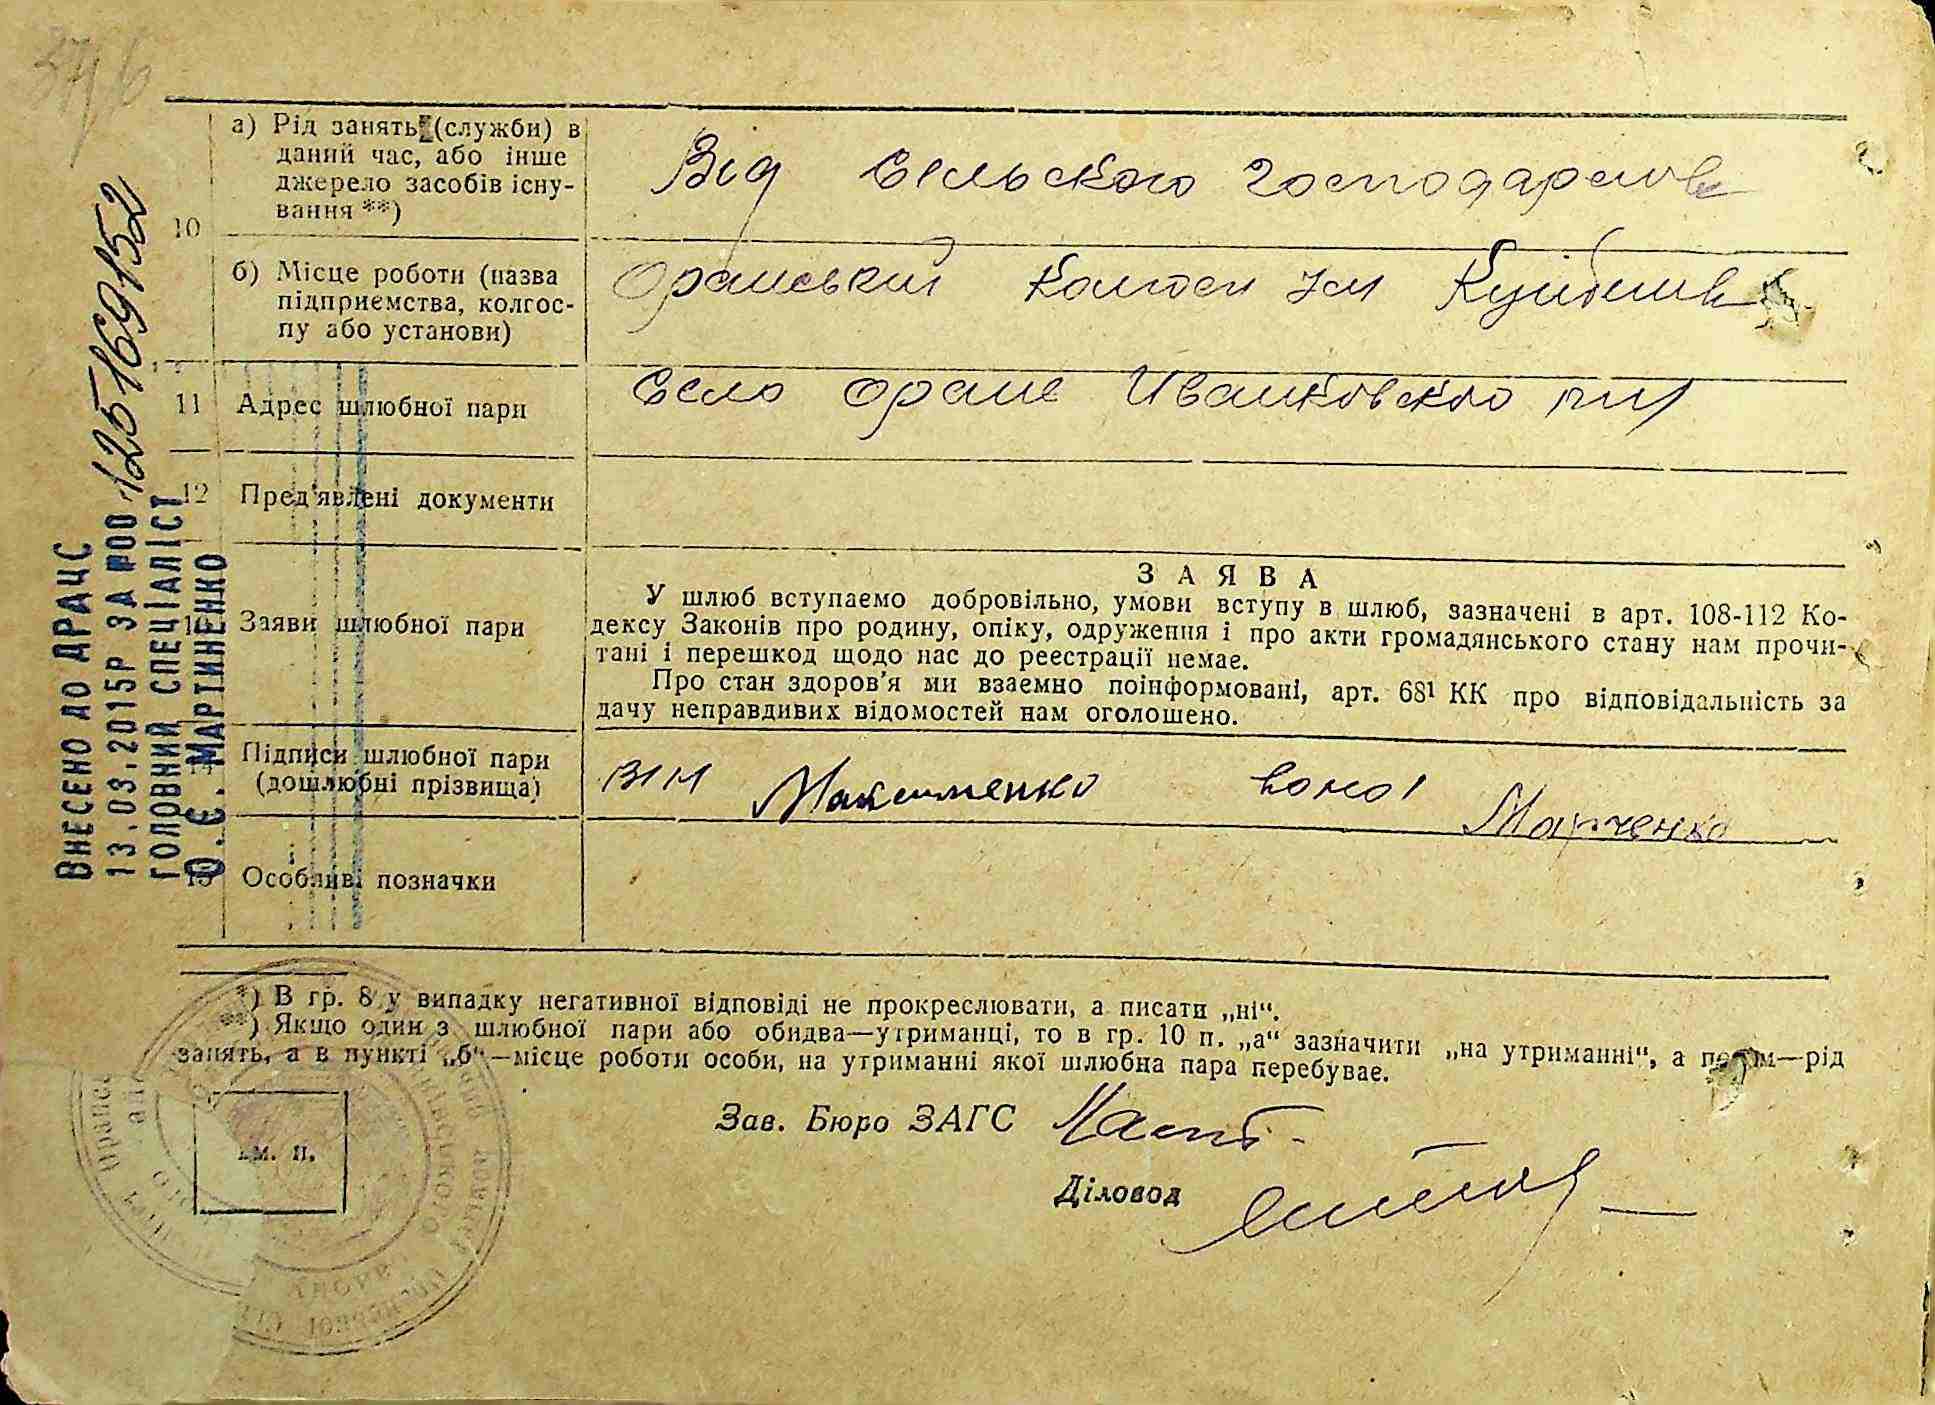 10
а) Рід занять (служби) в
даний час, або інше
джерело засобів існу-
вання **)
Від сельского господарства
б) Місце роботи (назва
підприємства, колгос-
пу або установи)
Оранський колгосп Ім Куйбишева
11 Адрес шлюбної пари
село Оране Иванковского
12 Пред'явлені документи
Заяви шлюбної пари
ЗАЯВА
У шлюб вступаємо добровільно, умови вступу в шлюб, зазначені в арт. 108-112 Ко-
дексу Законів про родину, опіку, одруження і про акти громадянського стану нам прочи-
тані і перешкод щодо нас до реестрації немає.
Про стан здоров'я ми взаємно поінформовані, арт. 68¹ КК про відповідальність за
дачу неправдивих відомостей нам оголошено.
Підписи шлюбної пари
(дошлюбні прізвища)
він Максименко вона Марченко
Особливі позначки
*) В гр. 8 у випадку негативної відповіді не прокреслювати, а писати „ні“.
**) Якщо один з шлюбної пари або обидва—утриманці, то в гр. 10 п. „а“ зазначити „на утриманні“, а потім—рід
занять, а в пункті „б“—місце роботи особи, на утриманні якої шлюбна пара перебуває.
м. п.
Зав. Бюро ЗАГС
Діловод
Внесено до ДРАЦС
13.03.2015р за №00125169152
головний спеціаліст
О.Є. Мартиненко